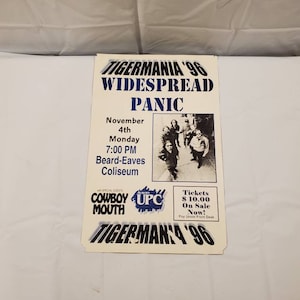 TIGERMANIA '96
WIDESPREAD
PANIC
November
4th
Monday
7:00 PM
Beard-Eaves
Coliseum
COWBOY
MOUTH
UPC
Tickets
$ 10.00
On Sale
Now!
TIGERMANIA '96